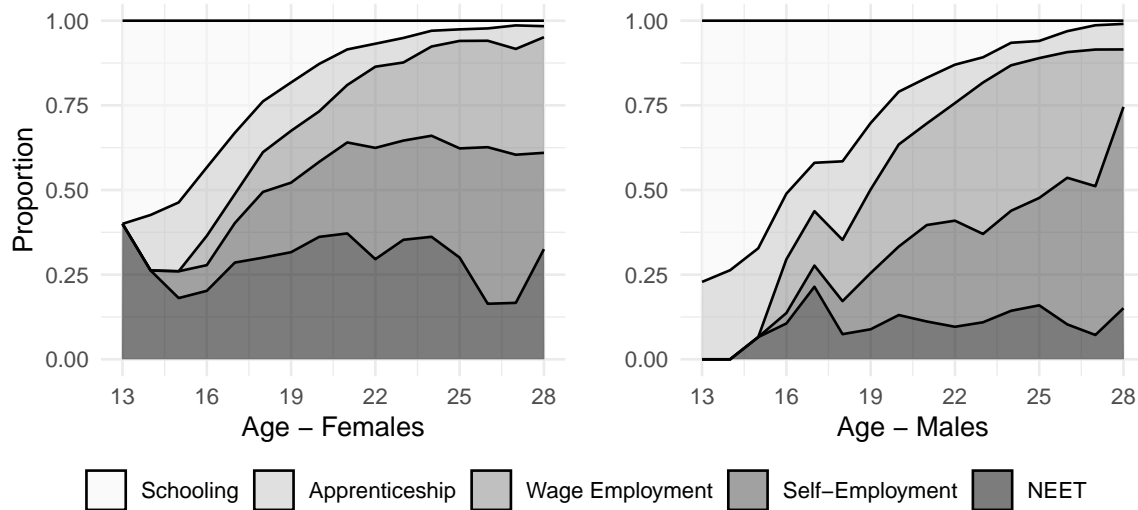 Proportion
1.00
0.75
0.50
0.25
0.00
13 16 19 22 25 28
Age − Females
1.00
0.75
0.50
0.25
0.00
13 16 19 22 25 28
Age − Males
Schooling Apprenticeship Wage Employment Self−Employment NEET